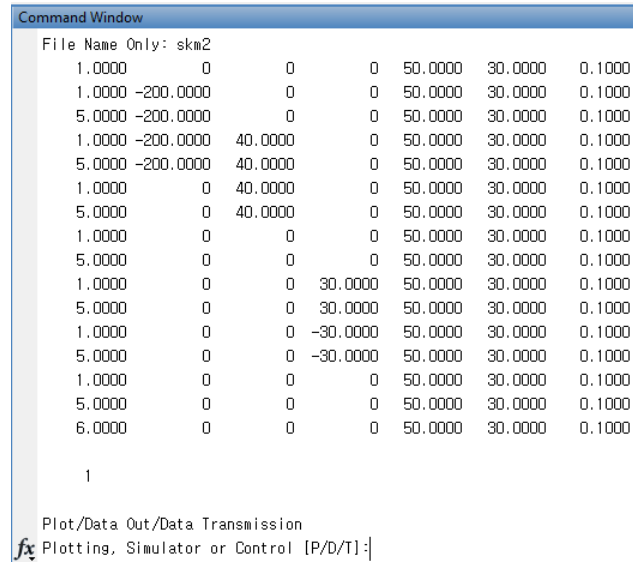 Command Window
File Name Only: skm2
1.0000 0 0 0 50.0000 30.0000 0.1000
1.0000 -200.0000 0 0 50.0000 30.0000 0.1000
5.0000 -200.0000 0 0 50.0000 30.0000 0.1000
1.0000 -200.0000 40.0000 0 50.0000 30.0000 0.1000
5.0000 -200.0000 40.0000 0 50.0000 30.0000 0.1000
1.0000 0 40.0000 0 50.0000 30.0000 0.1000
5.0000 0 40.0000 0 50.0000 30.0000 0.1000
1.0000 0 0 0 50.0000 30.0000 0.1000
5.0000 0 0 0 50.0000 30.0000 0.1000
1.0000 0 0 30.0000 50.0000 30.0000 0.1000
5.0000 0 0 30.0000 50.0000 30.0000 0.1000
1.0000 0 0 -30.0000 50.0000 30.0000 0.1000
5.0000 0 0 -30.0000 50.0000 30.0000 0.1000
1.0000 0 0 0 50.0000 30.0000 0.1000
5.0000 0 0 0 50.0000 30.0000 0.1000
6.0000 0 0 0 50.0000 30.0000 0.1000
1
Plot/Data Out/Data Transmission
fx Plotting, Simulator or Control [P/D/T]: